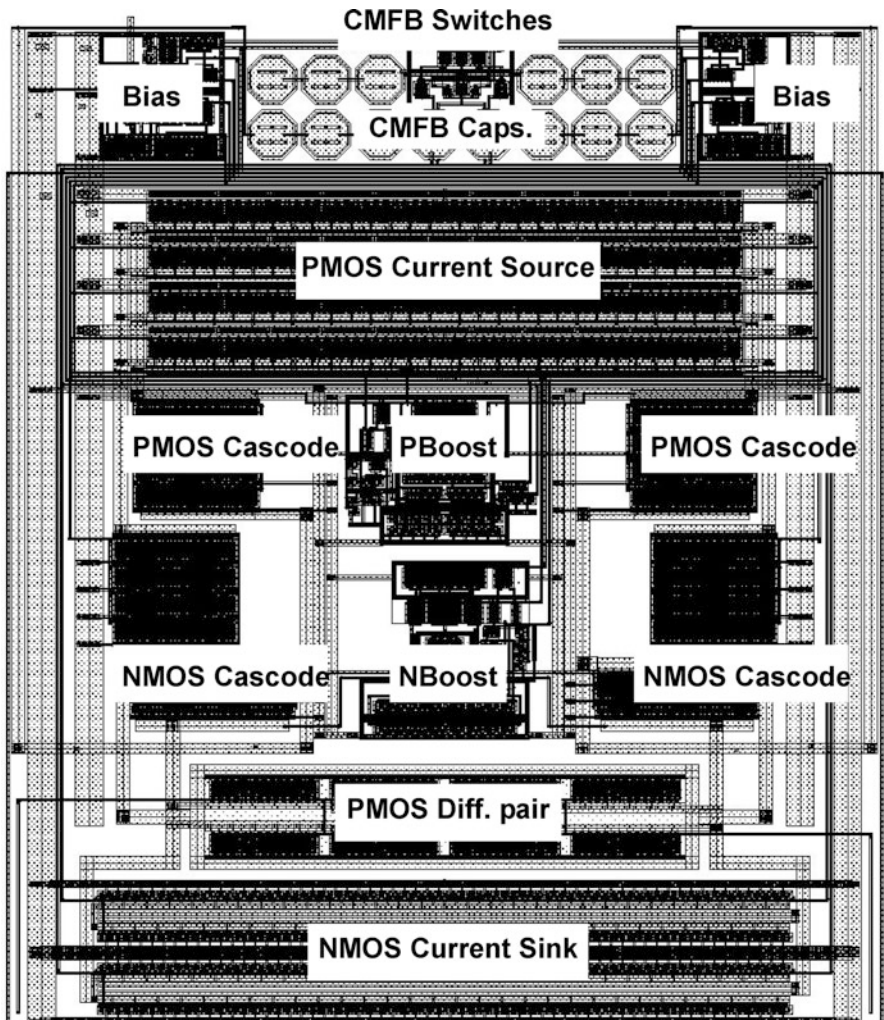 CMFB Switches
Bias
Bias
CMFB Caps.
PMOS Current Source
PMOS Cascode
PBoost
PMOS Cascode
NMOS Cascode
NBoost
NMOS Cascode
PMOS Diff. pair
NMOS Current Sink